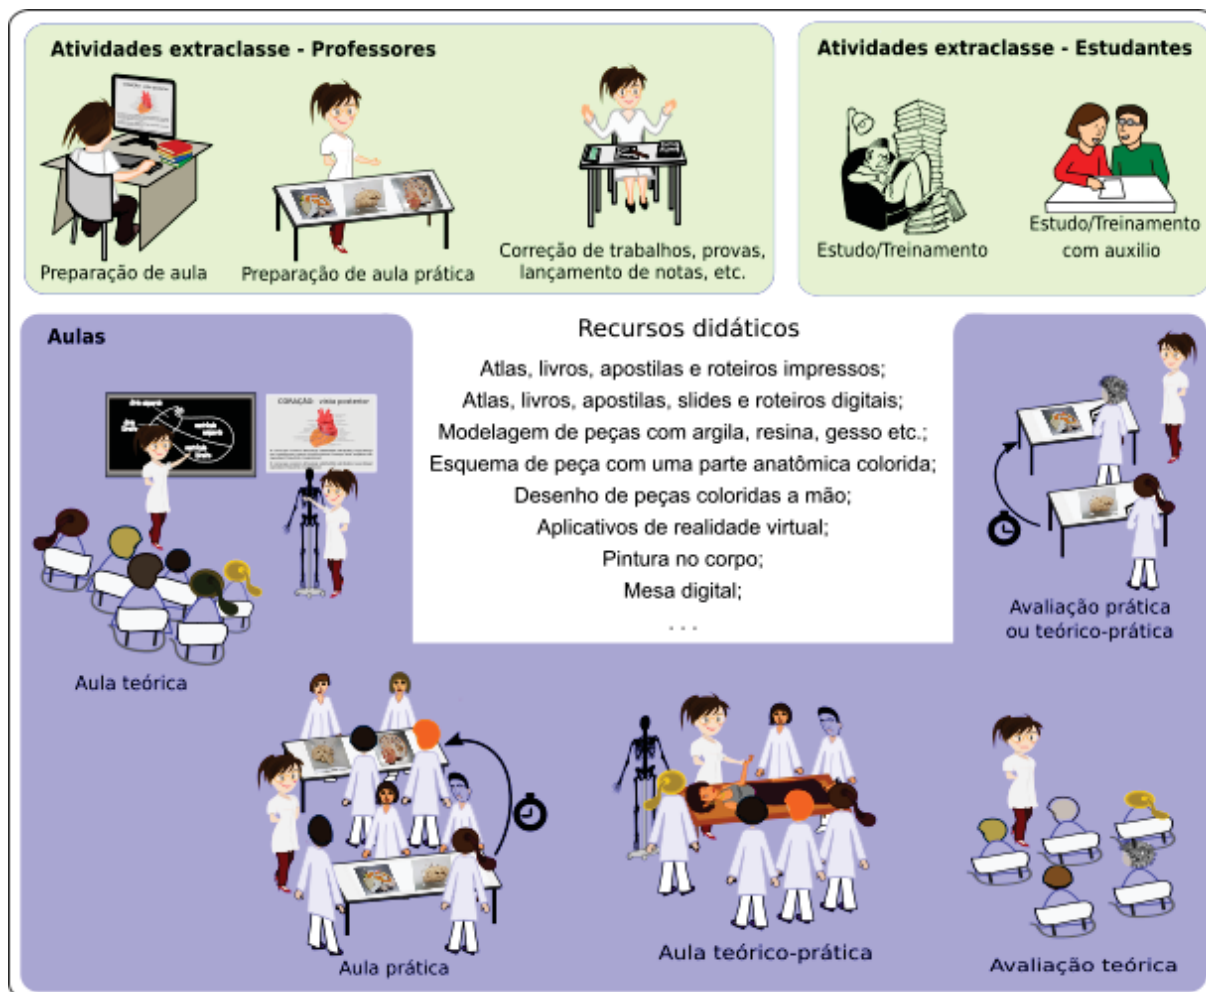 Atividades extraclasse - Professores
Preparação de aula
Preparação de aula prática
Correção de trabalhos, provas,
lançamento de notas, etc.
Atividades extraclasse - Estudantes
Estudo/Treinamento
Estudo/Treinamento
com auxilio
Aulas
CORAÇÃO: vista posterior
Aula teórica
Recursos didáticos
Atlas, livros, apostilas e roteiros impressos;
Atlas, livros, apostilas, slides e roteiros digitais;
Modelagem de peças com argila, resina, gesso etc.;
Esquema de peça com uma parte anatômica colorida;
Desenho de peças coloridas a mão;
Aplicativos de realidade virtual;
Pintura no corpo;
Mesa digital;
. . .
Avaliação prática
ou teórico-prática
Aula prática
Aula teórico-prática
Avaliação teórica